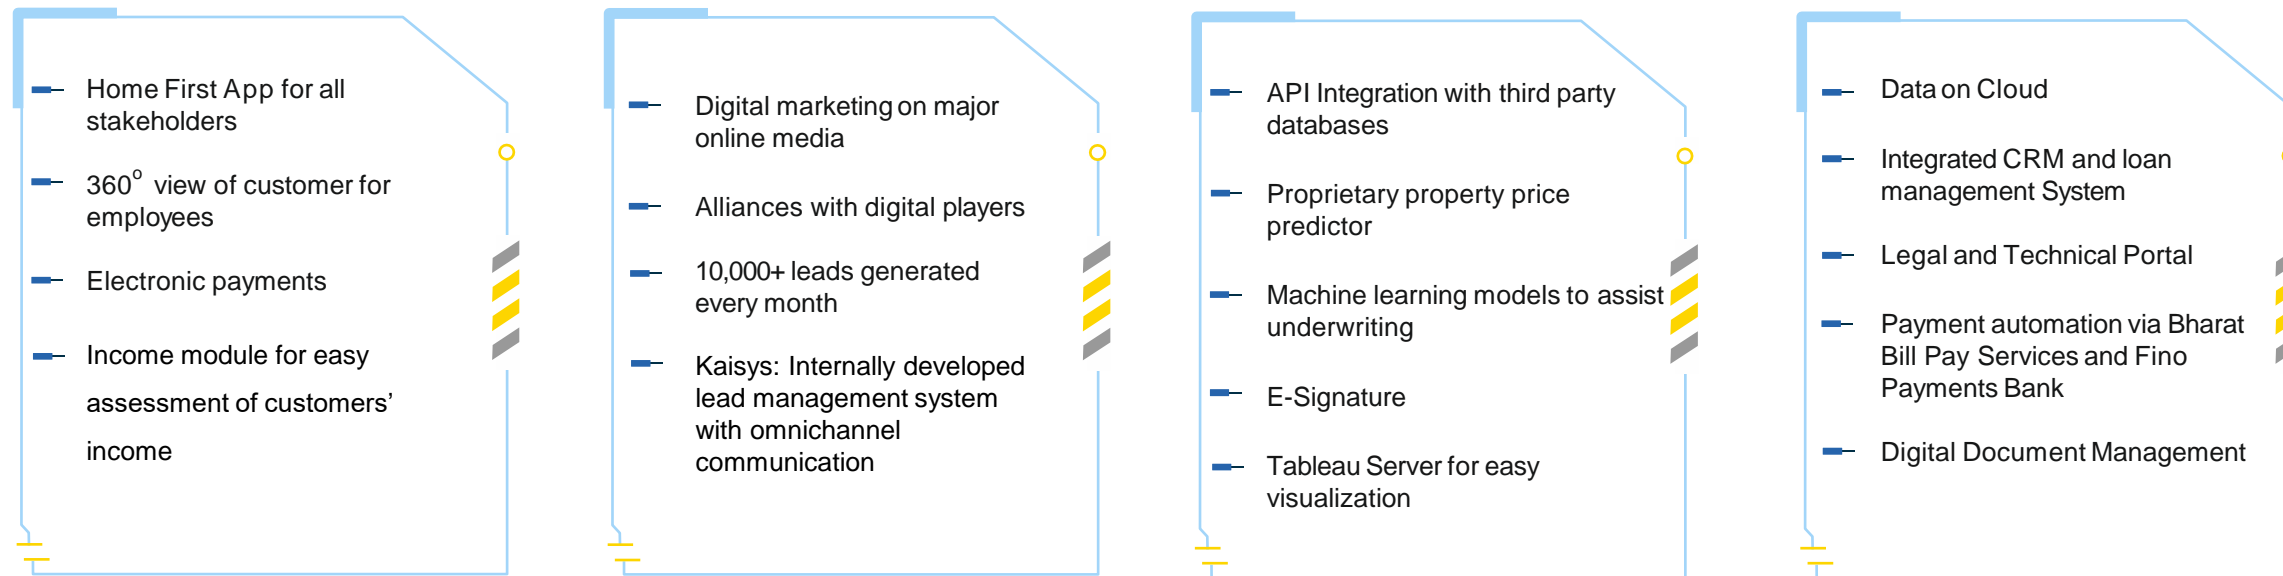 Home First App for all
stakeholders
360° view of customer for
employees
Electronic payments
Income module for easy
assessment of customers’
income
Digital marketing on major
online media
Alliances with digital players
10,000+ leads generated
every month
Kaisys: Internally developed
lead management system
with omnichannel
communication
API Integration with third party
databases
Proprietary property price
predictor
Machine learning models to assist
underwriting
E-Signature
Tableau Server for easy
visualization
Data on Cloud
Integrated CRM and loan
management System
Legal and Technical Portal
Payment automation via Bharat
Bill Pay Services and Fino
Payments Bank
Digital Document Management